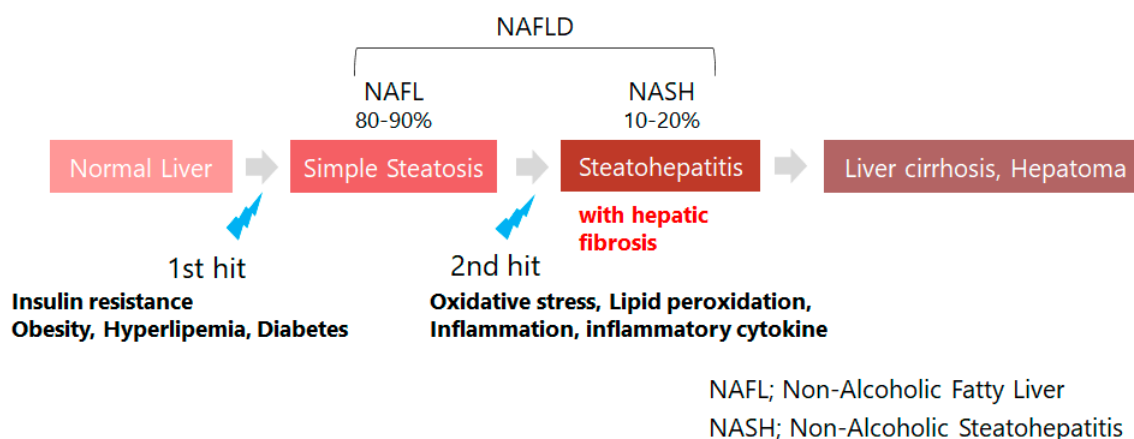 NAFLD
NAFL
80-90%
NASH
10-20%
Normal Liver
Simple Steatosis
Steatohepatitis
Liver cirrhosis, Hepatoma
with hepatic
fibrosis
1st hit
2nd hit
Insulin resistance
Obesity, Hyperlipemia, Diabetes
Oxidative stress, Lipid peroxidation,
Inflammation, inflammatory cytokine
NAFL; Non-Alcoholic Fatty Liver
NASH; Non-Alcoholic Steatohepatitis